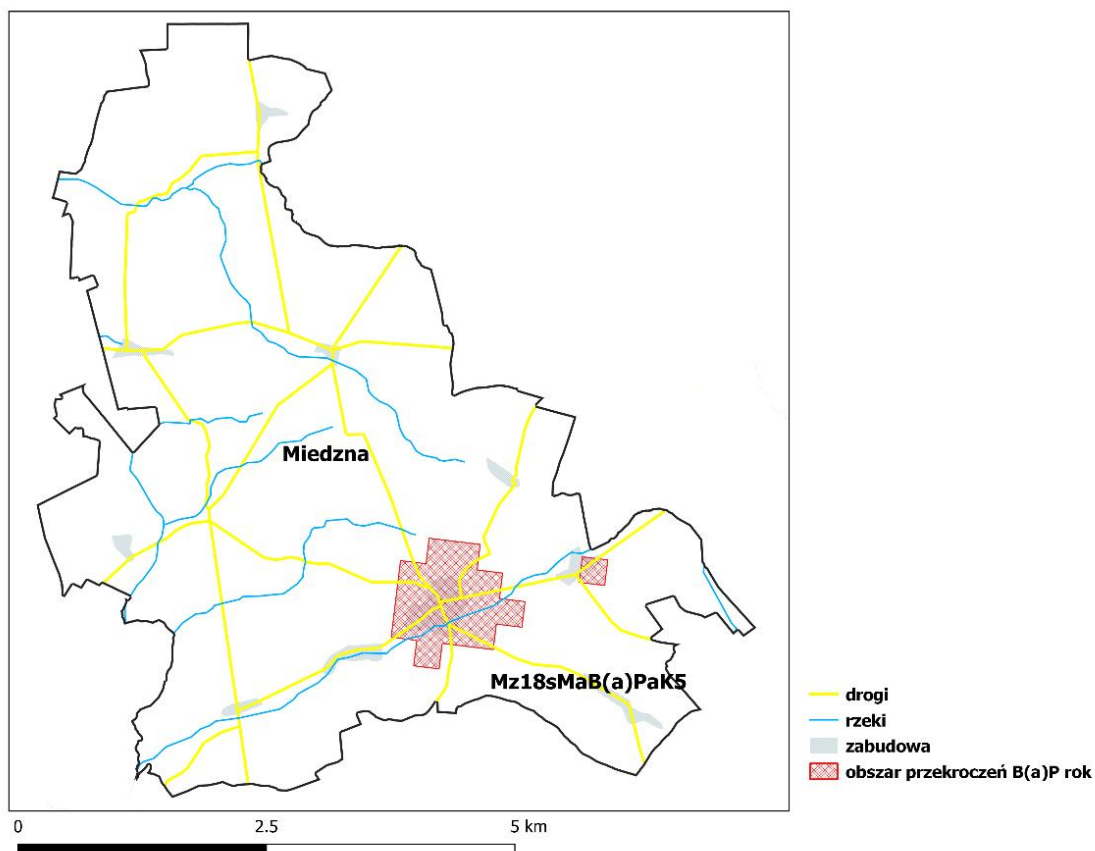 Miedzna
Mz18sMaB(a)PaK5
drogi
rzeki
zabudowa
obszar przekroczeń B(a)P rok
0 2.5 5 km